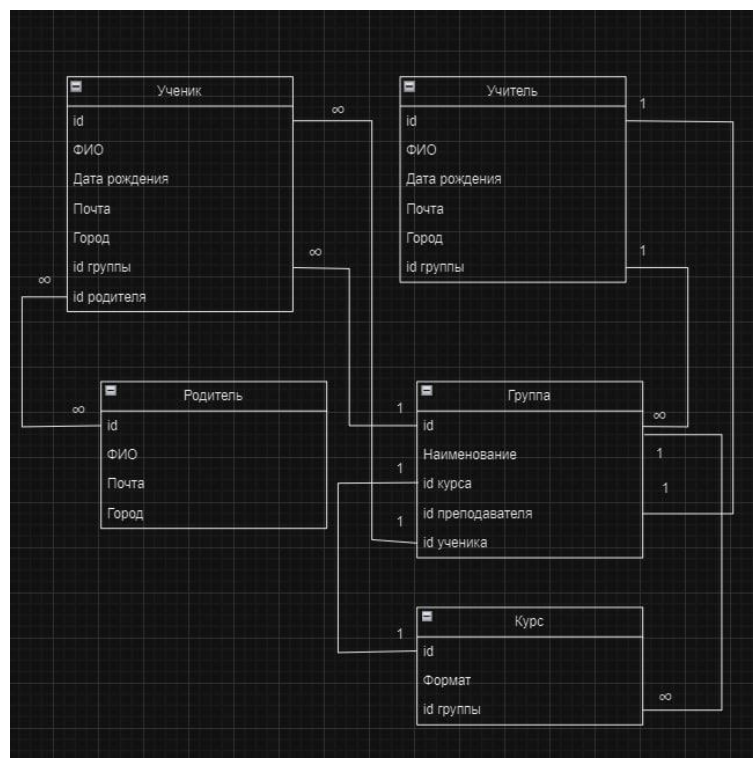 Ученик
id
ФИО
Дата рождения
Почта
Город
id группы
id родителя
∞
∞
∞
Учитель
id
ФИО
Дата рождения
Почта
Город
id группы
1
1
Родитель
id
ФИО
Почта
Город
∞
Группа
id
Наименование
id курса
id преподавателя
id ученика
1
1
1
∞
1
1
Курс
id
Формат
id группы
1
∞